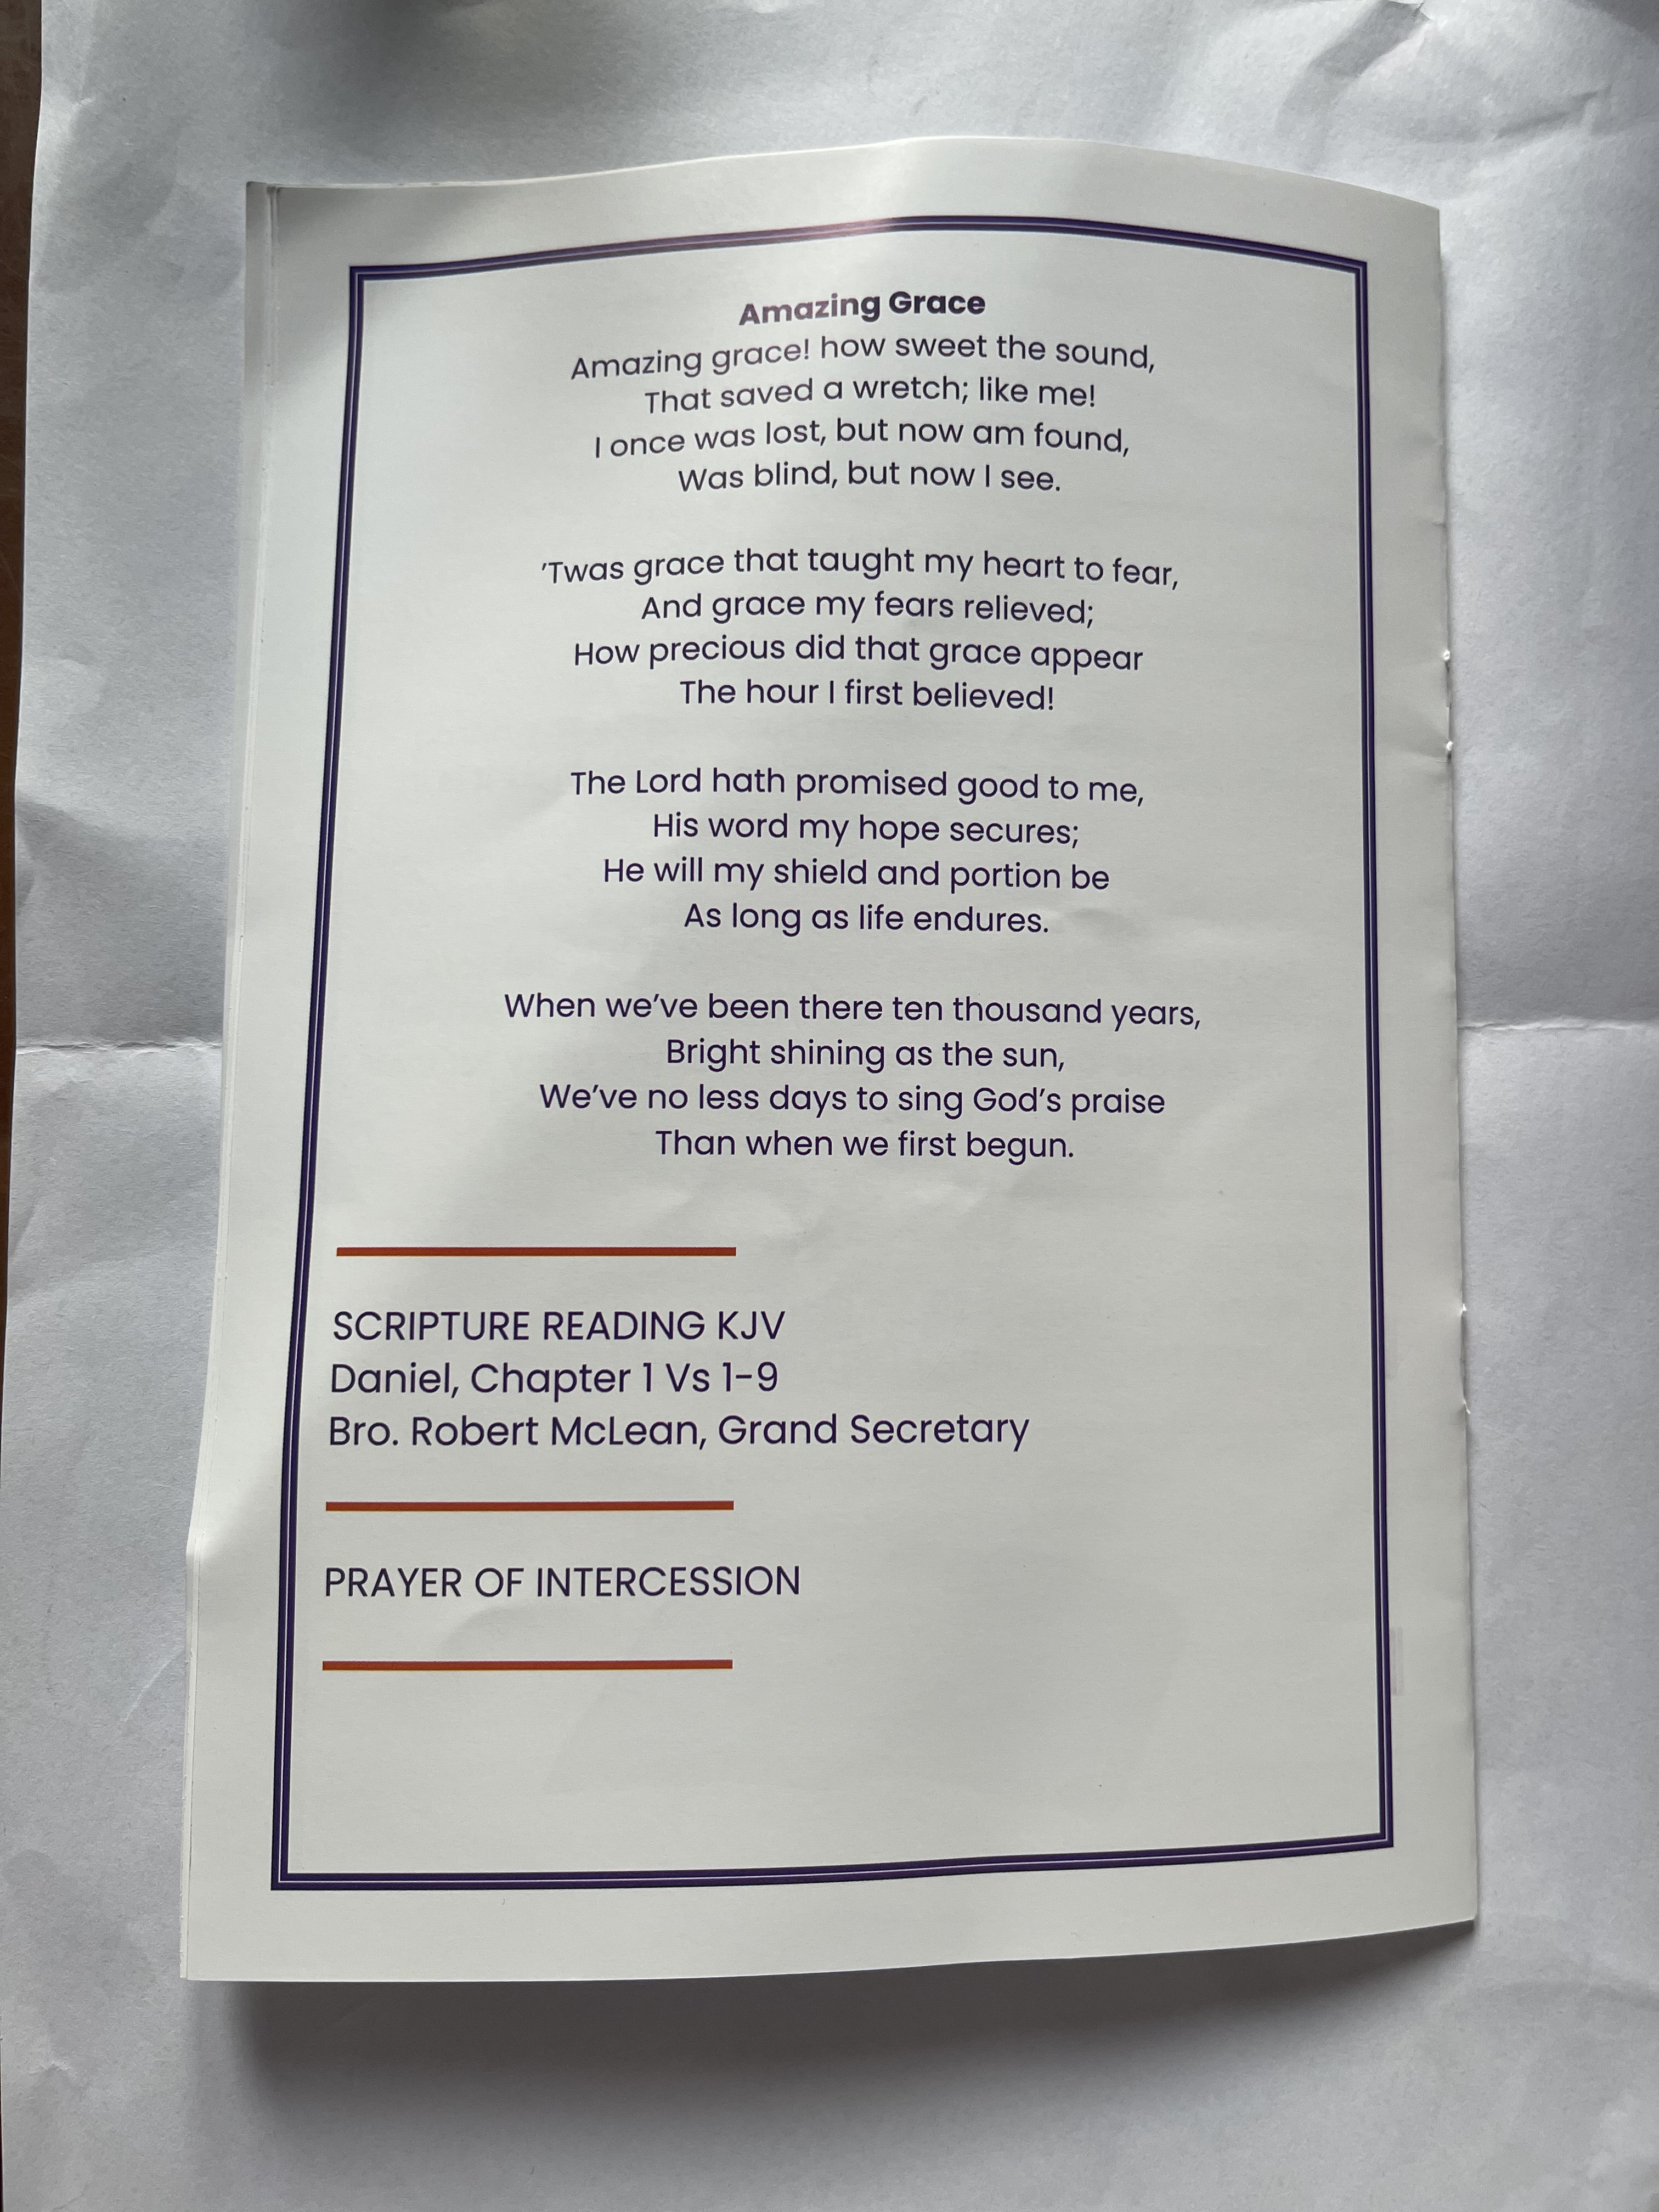 Amazing Grace
Amazing grace! how sweet the sound,
That saved a wretch; like me!
I once was lost, but now am found,
Was blind, but now I see.
’Twas grace that taught my heart to fear,
And grace my fears relieved;
How precious did that grace appear
The hour I first believed!
The Lord hath promised good to me,
His word my hope secures;
He will my shield and portion be
As long as life endures.
When we’ve been there ten thousand years,
Bright shining as the sun,
We’ve no less days to sing God’s praise
Than when we first begun.
SCRIPTURE READING KJV
Daniel, Chapter 1 Vs 1-9
Bro. Robert McLean, Grand Secretary
PRAYER OF INTERCESSION